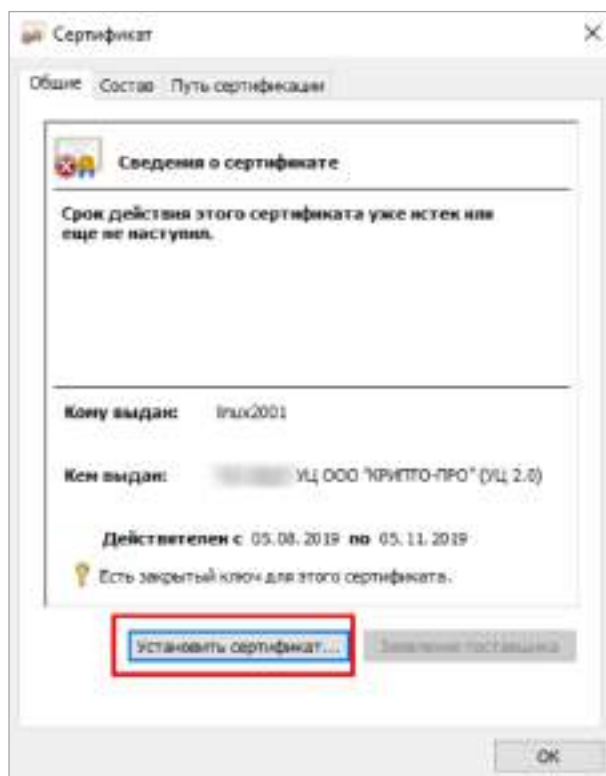 Сертификат
Общие Состав Путь сертификации
Сведения о сертификате
Срок действия этого сертификата уже истек или
еще не наступил.
Кому выдан: linux2001
Кем выдан: УЦ ООО "КРИПТО-ПРО" (УЦ 2.0)
Действителен с 05.08.2019 по 05.11.2019
Есть закрытый ключ для этого сертификата.
Установить сертификат... Заявление поставщика
OK